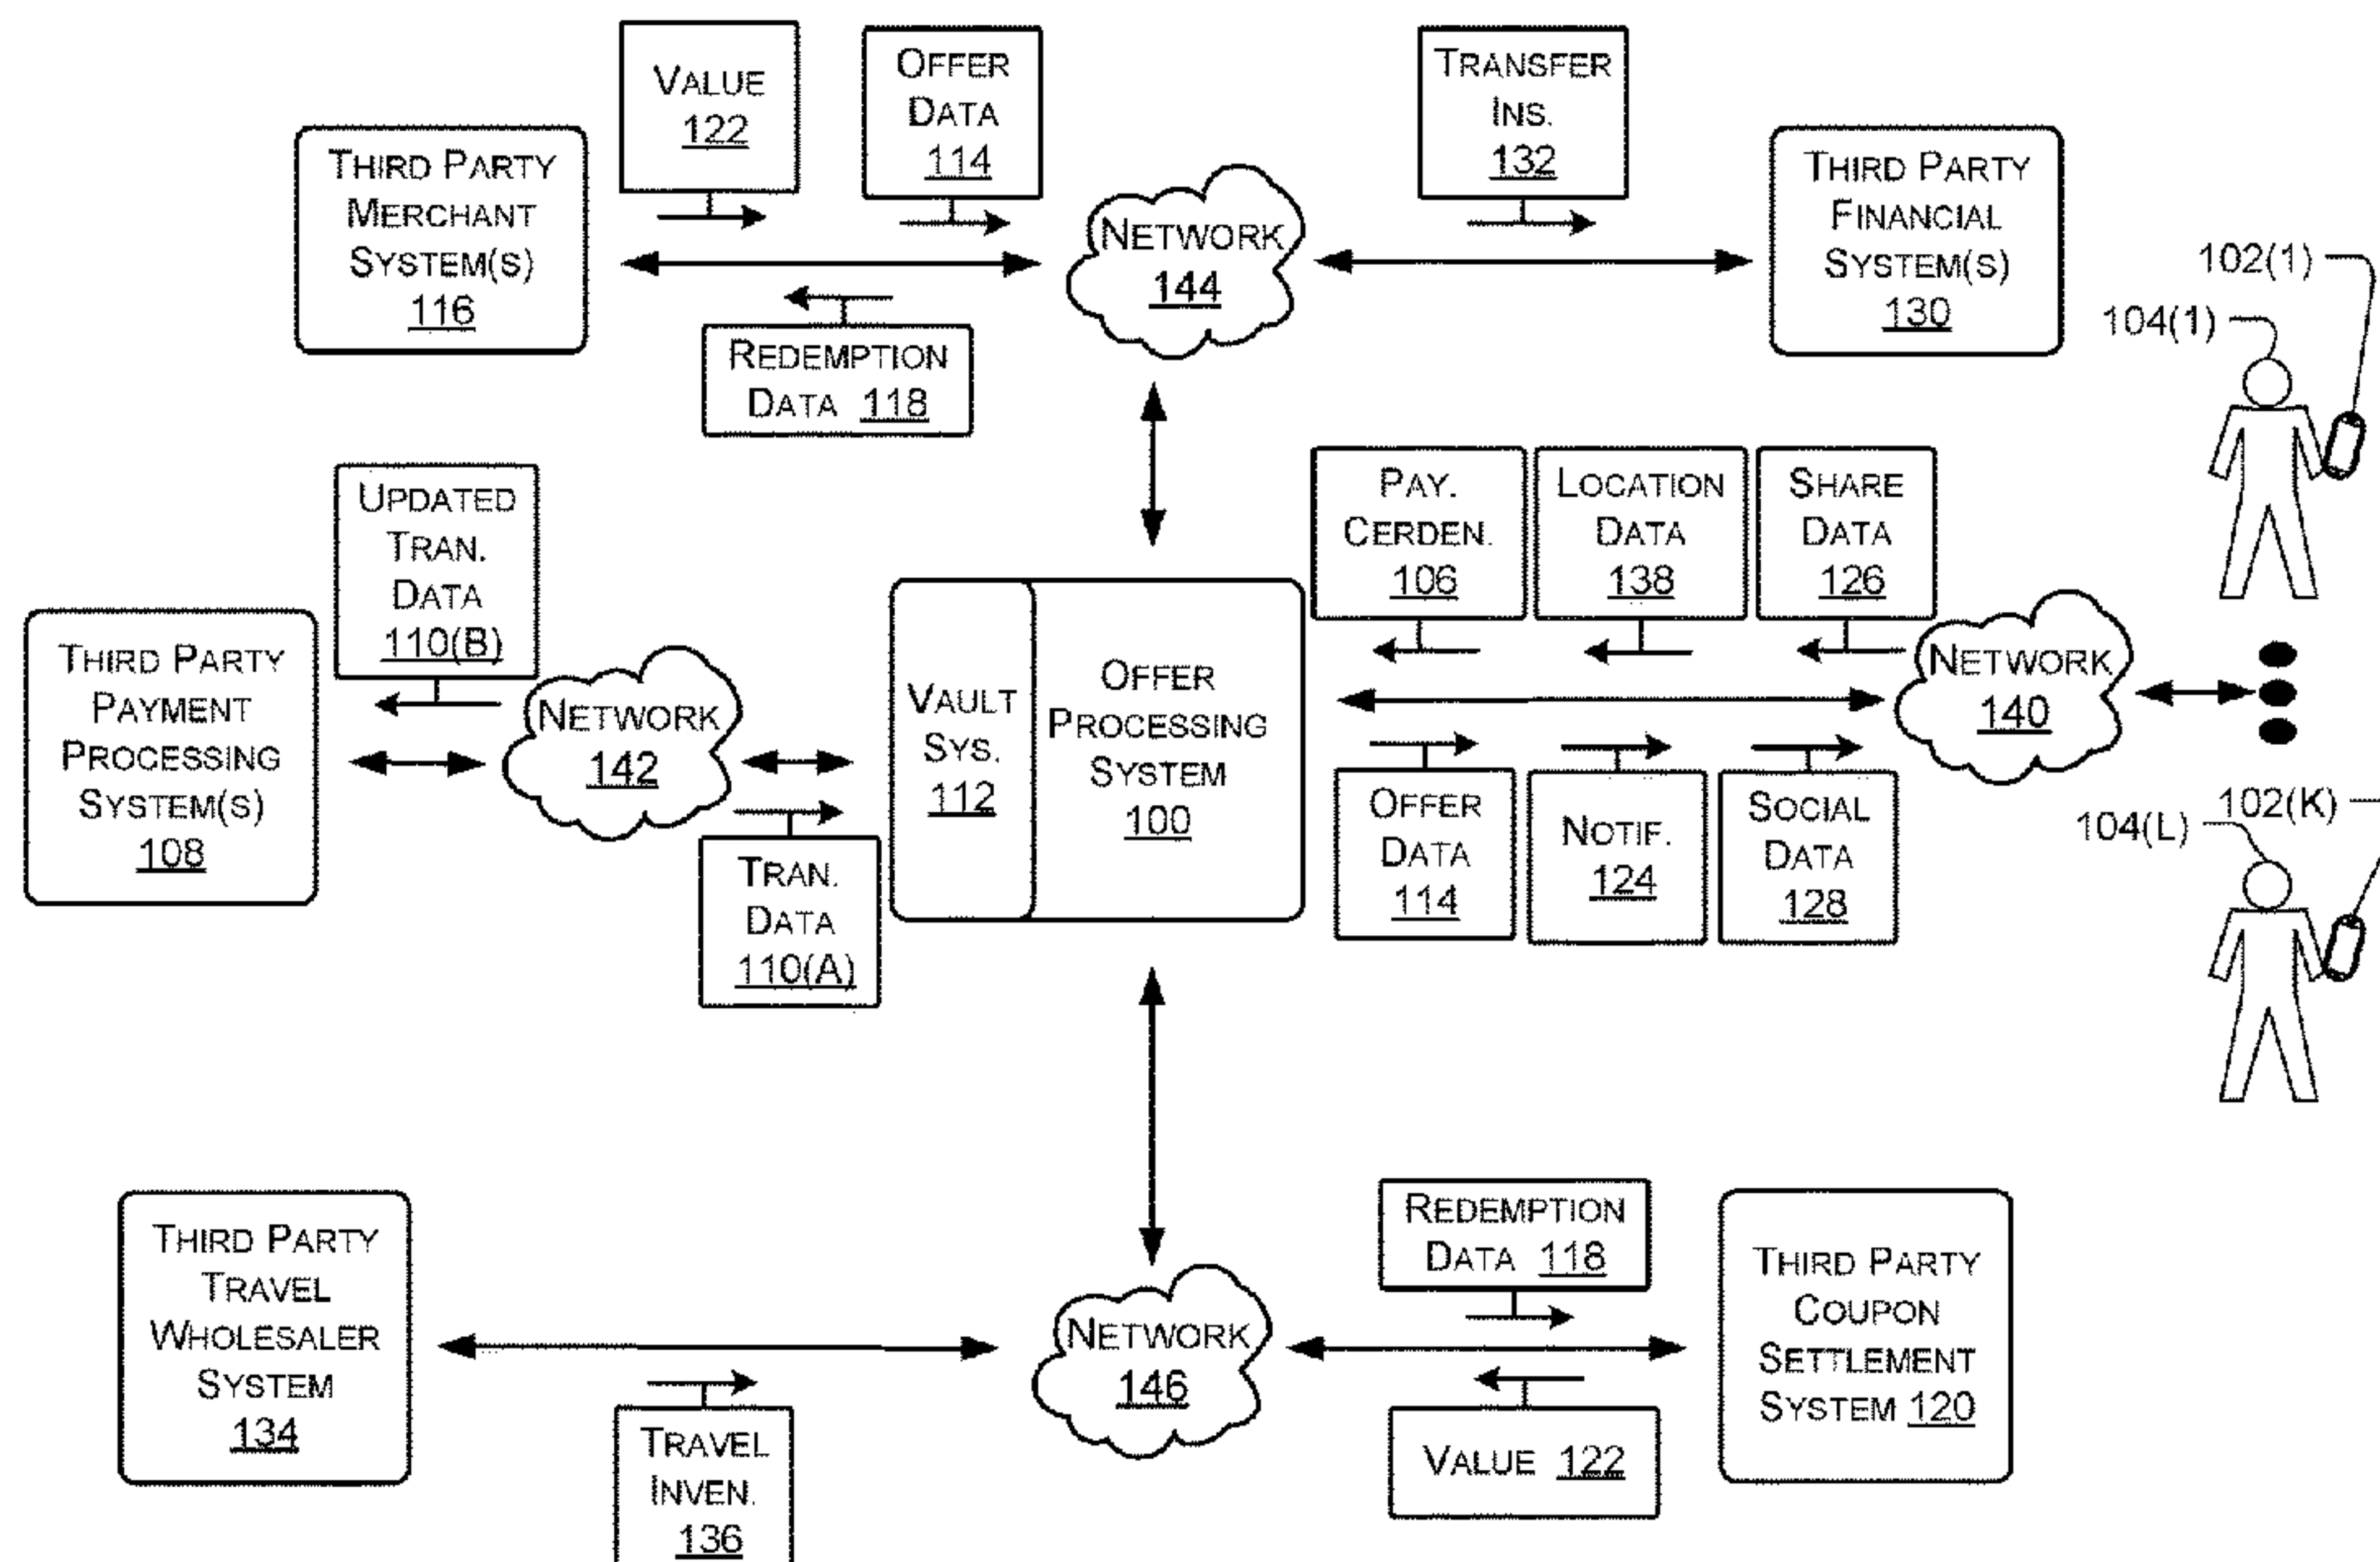 VALUE
122
OFFER
DATA
114
TRANSFER
INS.
132
THIRD PARTY
MERCHANT
SYSTEM(S)
116
NETWORK
144
THIRD PARTY
FINANCIAL
SYSTEM(S)
130
REDEMPTION
DATA 118
102(1)
104(1)
UPDATED
TRAN.
DATA
110(B)
PAY.
CERDEN.
106
LOCATION
DATA
138
SHARE
DATA
126
THIRD PARTY
PAYMENT
PROCESSING
SYSTEM(S)
108
NETWORK
142
VAULT
SYS.
112
OFFER
PROCESSING
SYSTEM
100
NETWORK
140
TRAN.
DATA
110(A)
OFFER
DATA
114
NOTIF.
124
SOCIAL
DATA
128
102(K)
104(L)
THIRD PARTY
TRAVEL
WHOLESALER
SYSTEM
134
NETWORK
146
REDEMPTION
DATA 118
THIRD PARTY
COUPON
SETTLEMENT
SYSTEM 120
TRAVEL
INVEN.
136
VALUE 122